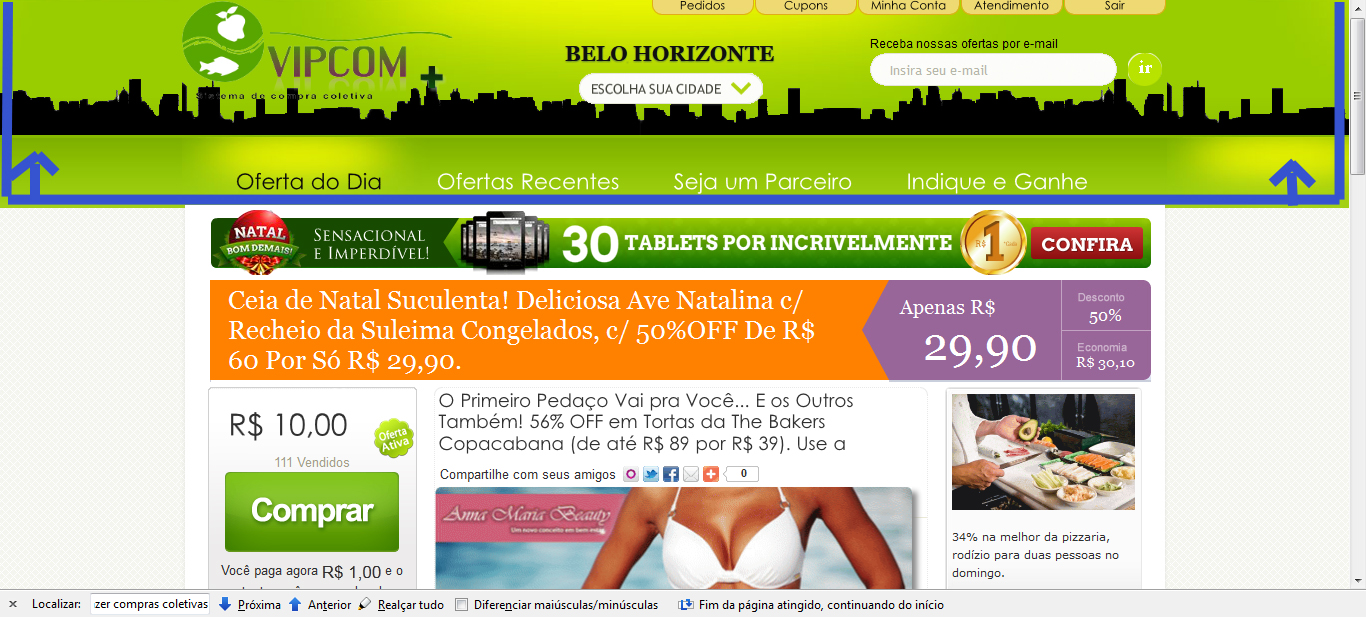 Pedidos
Cupons
Minha Conta
Atendimento
Sair
VIPCOM
Sistema de compra coletiva
BELO HORIZONTE
ESCOLHA SUA CIDADE
Receba nossas ofertas por e-mail
Insira seu e-mail
ir
Oferta do Dia
Ofertas Recentes
Seja um Parceiro
Indique e Ganhe
NATAL
BOM DEMAIS!
SENSACIONAL
E IMPERDÍVEL!
30 TABLETS POR INCRIVELMENTE
R$ 1
CONFIRA
Ceia de Natal Suculenta! Deliciosa Ave Natalina c/
Recheio da Suleima Congelados, c/ 50%OFF De R$
60 Por Só R$ 29,90.
Apenas R$
29,90
Desconto
50%
Economia
R$ 30,10
R$ 10,00
Oferta
Ativa
111 Vendidos
Comprar
Você paga agora R$ 1,00 e o
O Primeiro Pedaço Vai pra Você... E os Outros
Também! 56% OFF em Tortas da The Bakers
Copacabana (de até R$ 89 por R$ 39). Use a
Compartilhe com seus amigos
0
Anna Maria Beauty
Um novo conceito em bem estar
34% na melhor da pizzaria,
rodízio para duas pessoas no
domingo.
Localizar:
zer compras coletivas
Próxima
Anterior
Realçar tudo
Diferenciar maiúsculas/minúsculas
Fim da página atingido, continuando do início